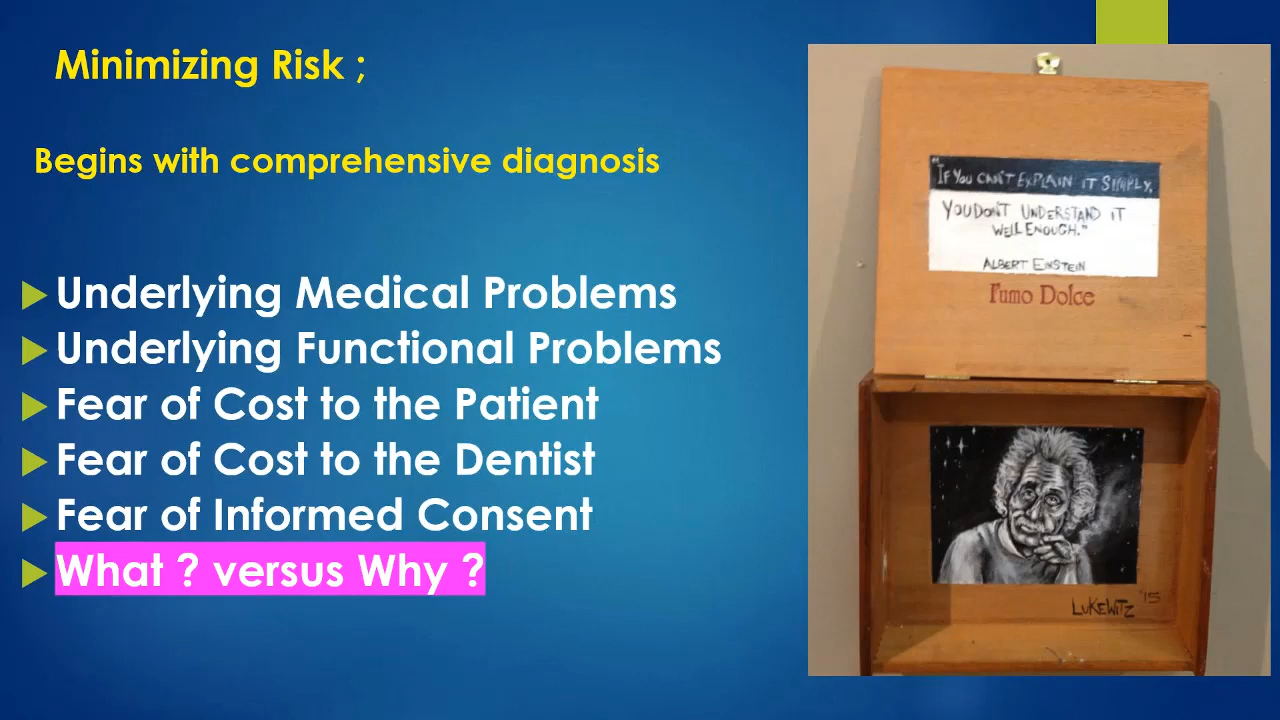 Minimizing Risk ;
Begins with comprehensive diagnosis
Underlying Medical Problems
Underlying Functional Problems
Fear of Cost to the Patient
Fear of Cost to the Dentist
Fear of Informed Consent
What ? versus Why ?
"IF YOU CAN'T EXPLAIN IT SIMPLY,
YOU DON'T UNDERSTAND IT
WELL ENOUGH."
ALBERT EINSTEIN
Fumo Dolce
LUKEWITZ '15